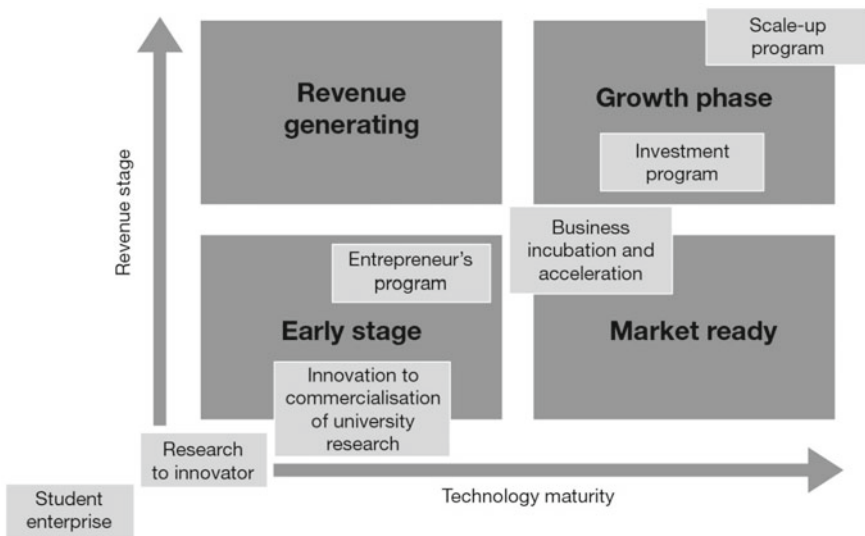 Scale-up
program
Revenue
generating
Growth phase
Investment
program
Revenue stage
Business
incubation and
acceleration
Entrepreneur’s
program
Early stage
Market ready
Innovation to
commercialisation
of university
research
Research
to innovator
Technology maturity
Student
enterprise